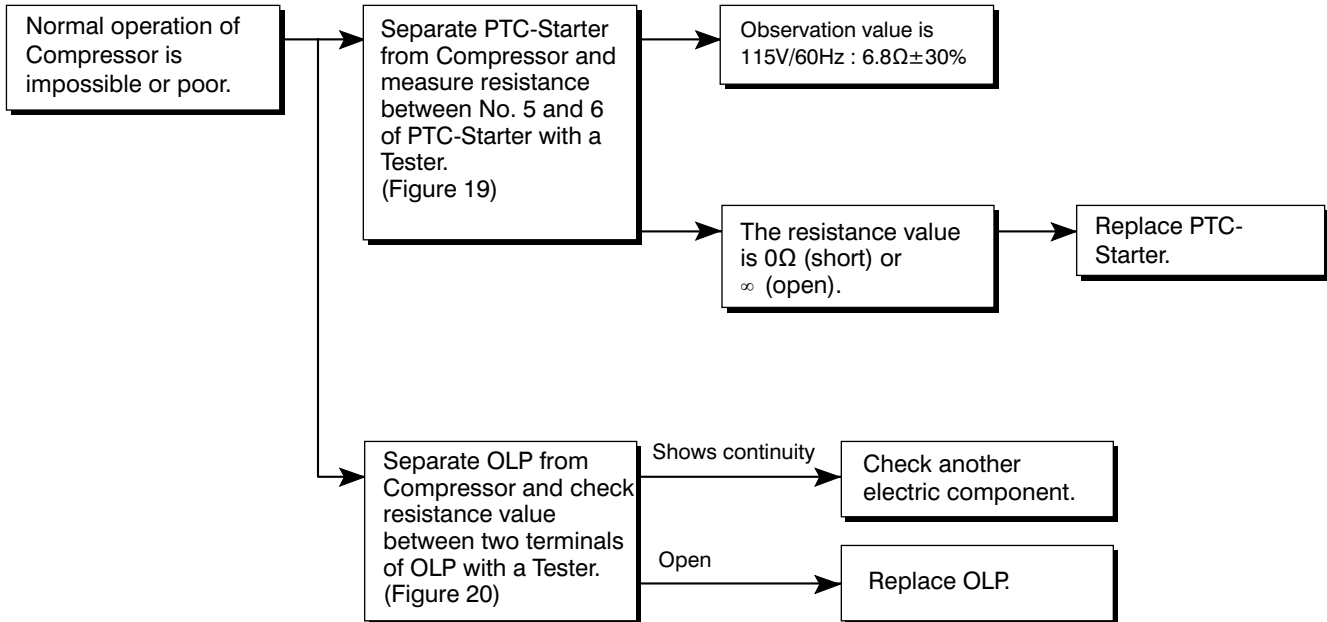 Normal operation of
Compressor is
impossible or poor.
Separate PTC-Starter
from Compressor and
measure resistance
between No. 5 and 6
of PTC-Starter with a
Tester.
(Figure 19)
Observation value is
115V/60Hz : 6.8Ω±30%
The resistance value
is 0Ω (short) or
∞ (open).
Replace PTC-
Starter.
Separate OLP from
Compressor and check
resistance value
between two terminals
of OLP with a Tester.
(Figure 20)
Shows continuity
Check another
electric component.
Open
Replace OLP.